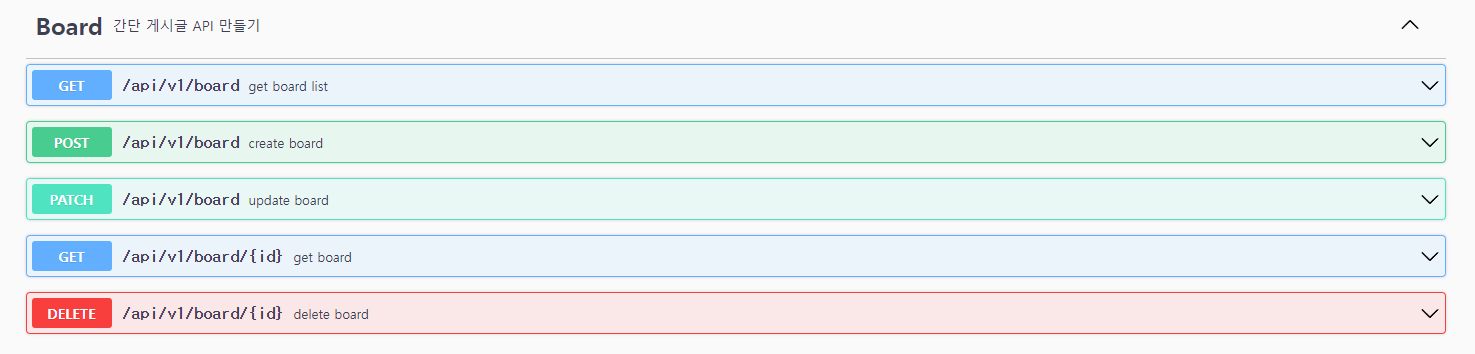 Board 간단 게시글 API 만들기
GET /api/v1/board get board list
POST /api/v1/board create board
PATCH /api/v1/board update board
GET /api/v1/board/{id} get board
DELETE /api/v1/board/{id} delete board